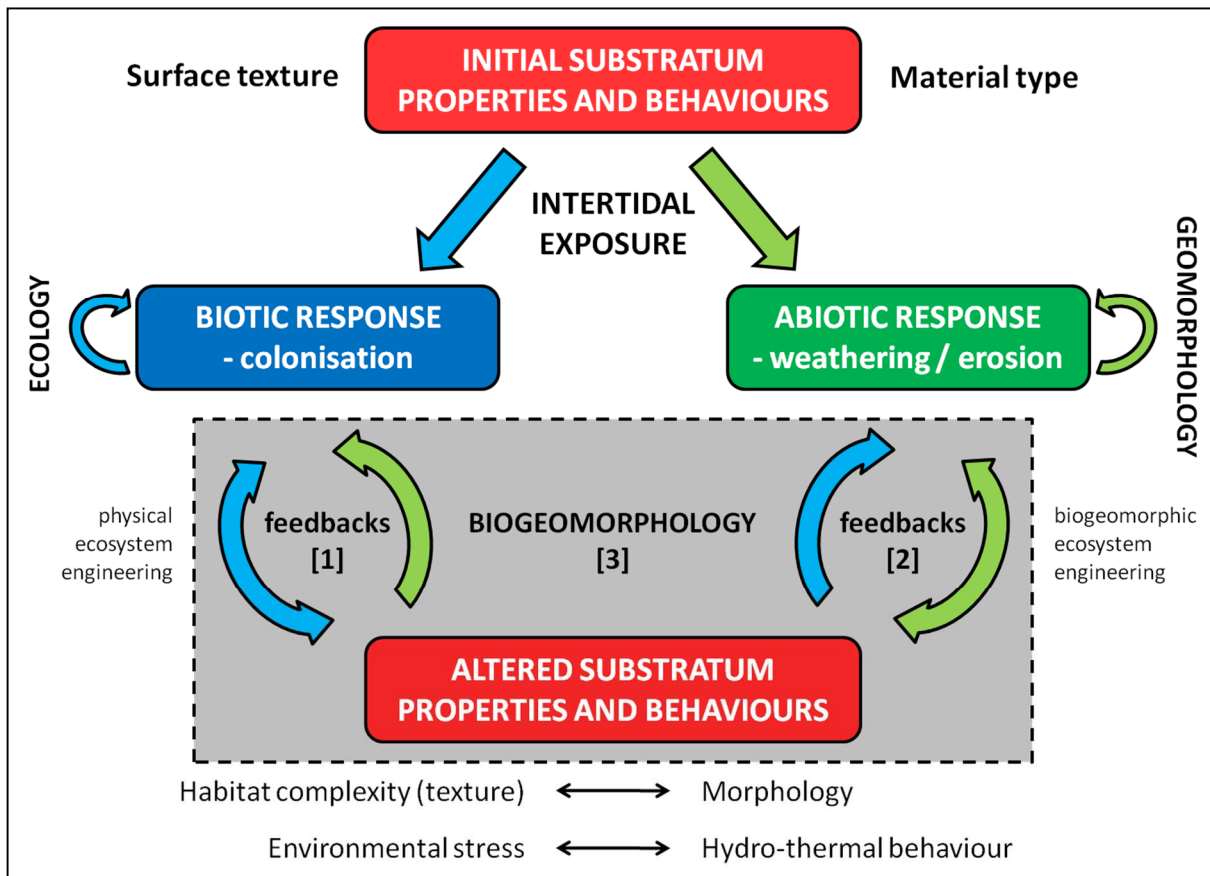 Surface texture
INITIAL SUBSTRATUM
PROPERTIES AND BEHAVIOURS
Material type
INTERTIDAL
EXPOSURE
ECOLOGY
BIOTIC RESPONSE
- colonisation
ABIOTIC RESPONSE
- weathering / erosion
GEOMORPHOLOGY
physical
ecosystem
engineering
feedbacks
[1]
BIOGEOMORPHOLOGY
[3]
feedbacks
[2]
biogeomorphic
ecosystem
engineering
ALTERED SUBSTRATUM
PROPERTIES AND BEHAVIOURS
Habitat complexity (texture)
Morphology
Environmental stress
Hydro-thermal behaviour